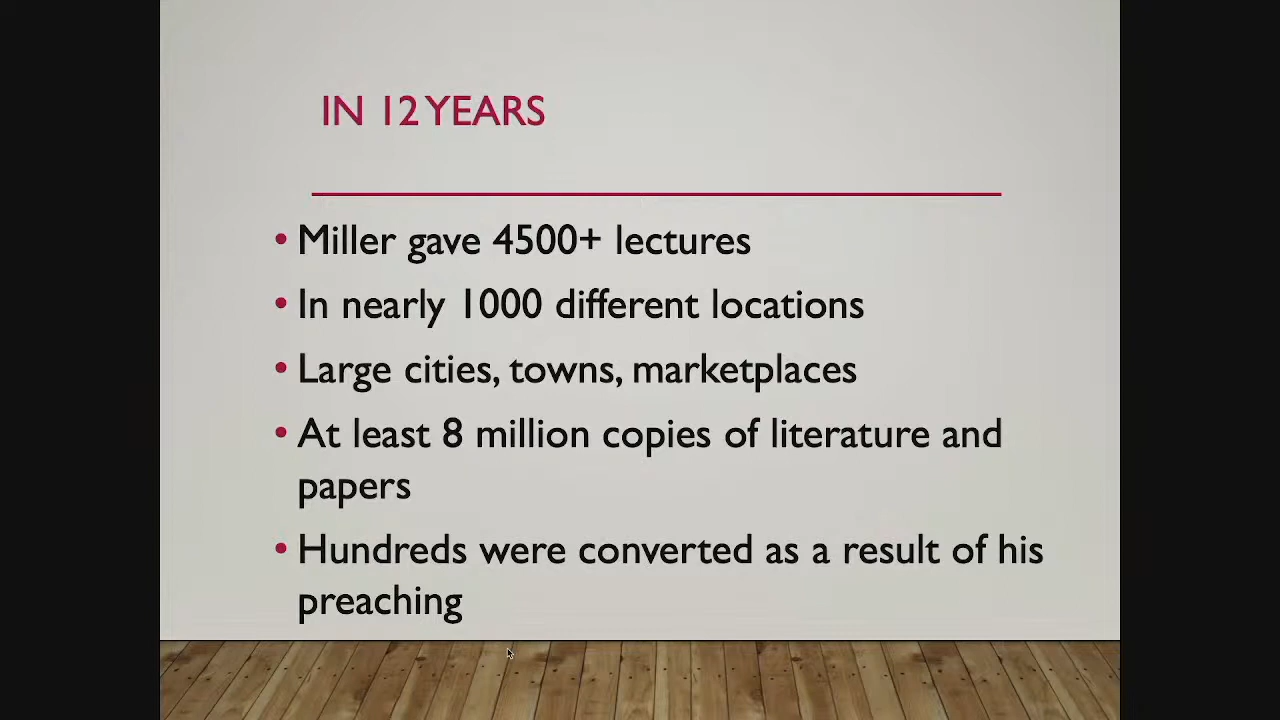 IN 12 YEARS
• Miller gave 4500+ lectures
• In nearly 1000 different locations
• Large cities, towns, marketplaces
• At least 8 million copies of literature and
papers
• Hundreds were converted as a result of his
preaching